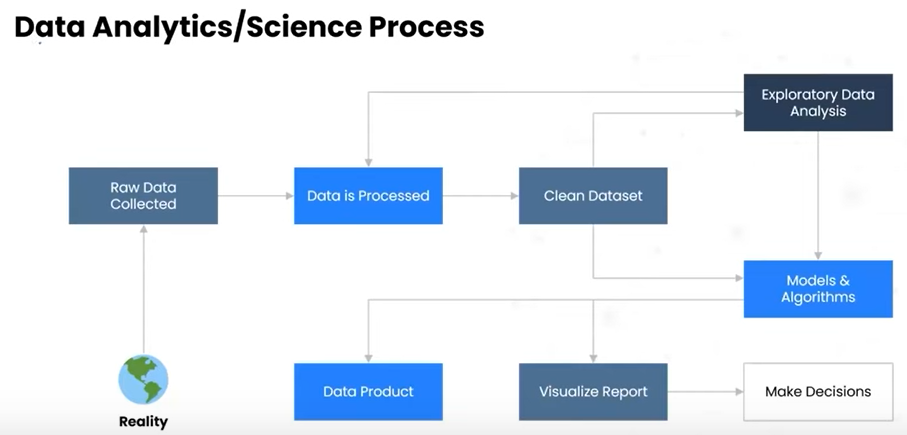 Data Analytics/Science Process
Exploratory Data
Analysis
Raw Data
Collected
Data is Processed
Clean Dataset
Models &
Algorithms
Data Product
Visualize Report
Make Decisions
Reality